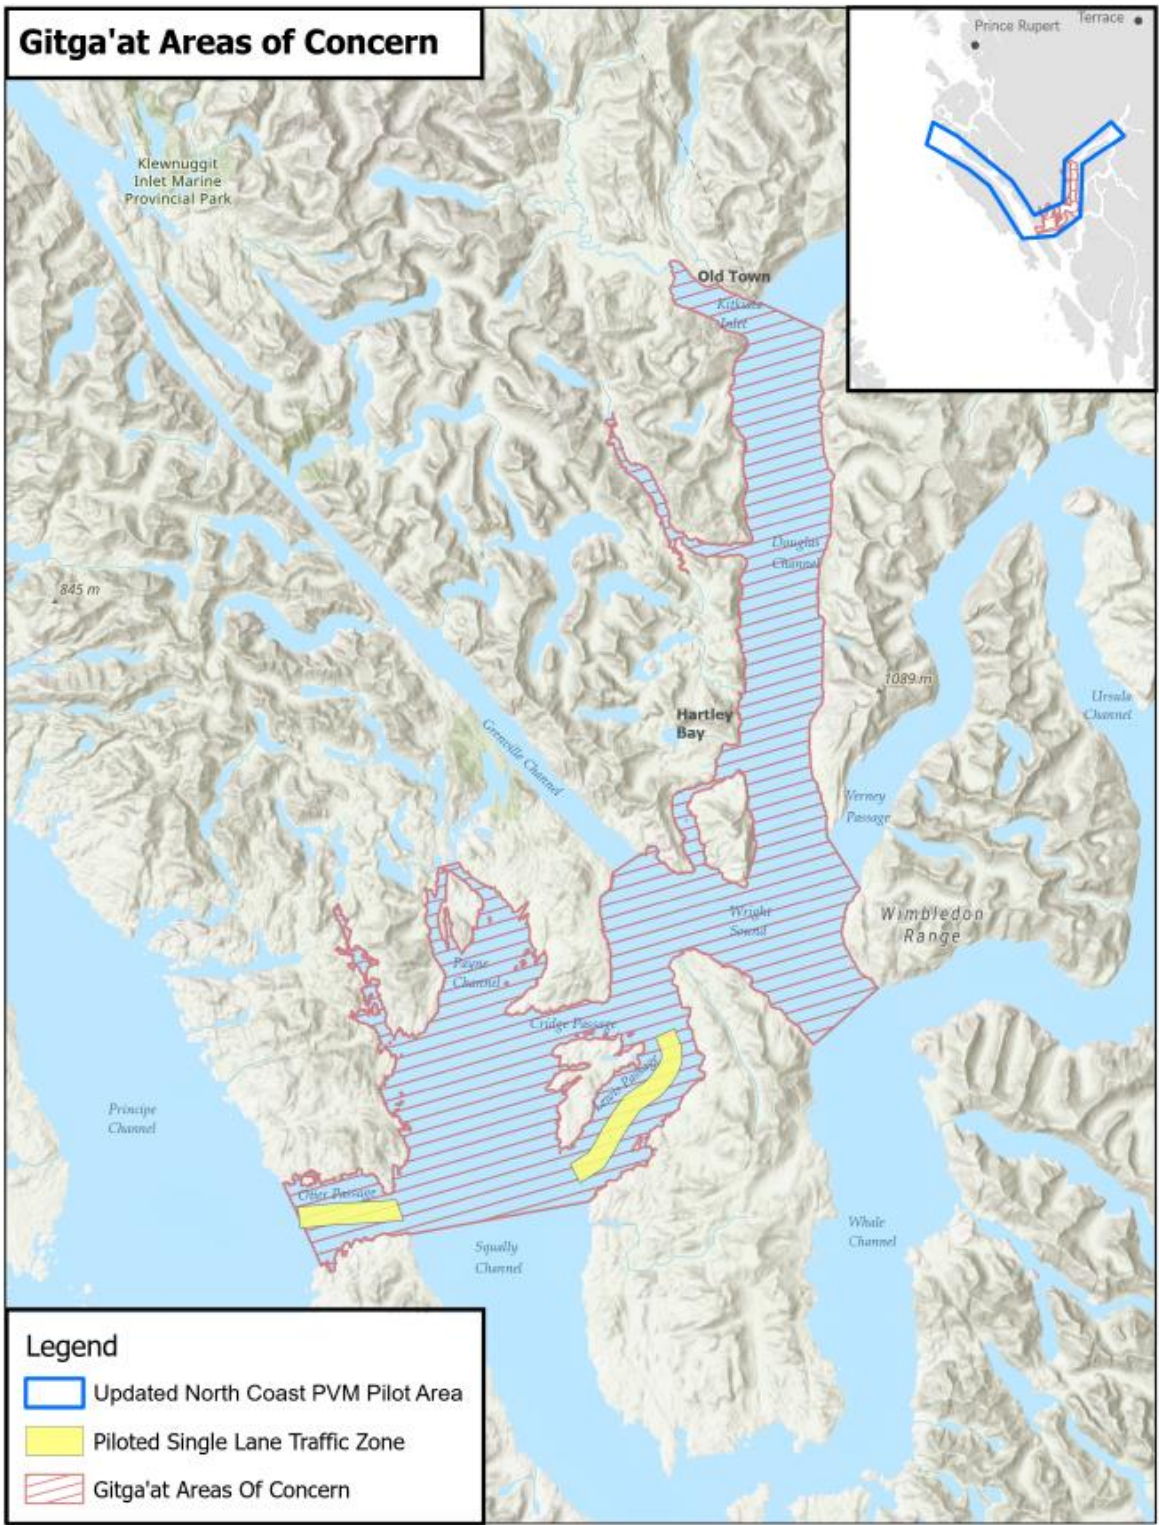 Gitga'at Areas of Concern
Prince Rupert
Terrace
Klewnuggit
Inlet Marine
Provincial Park
Old Town
Inlet
Douglas
Channel
845 m
1089 m
Ursula
Channel
Hartley
Bay
Grenville Channel
Verney
Passage
Wright
Sound
Wimbledon
Range
Payne
Channel
Cridge Passage
Lewis Passage
Principe
Channel
Otter Passage
Squally
Channel
Whale
Channel
Legend
Updated North Coast PVM Pilot Area
Piloted Single Lane Traffic Zone
Gitga'at Areas Of Concern